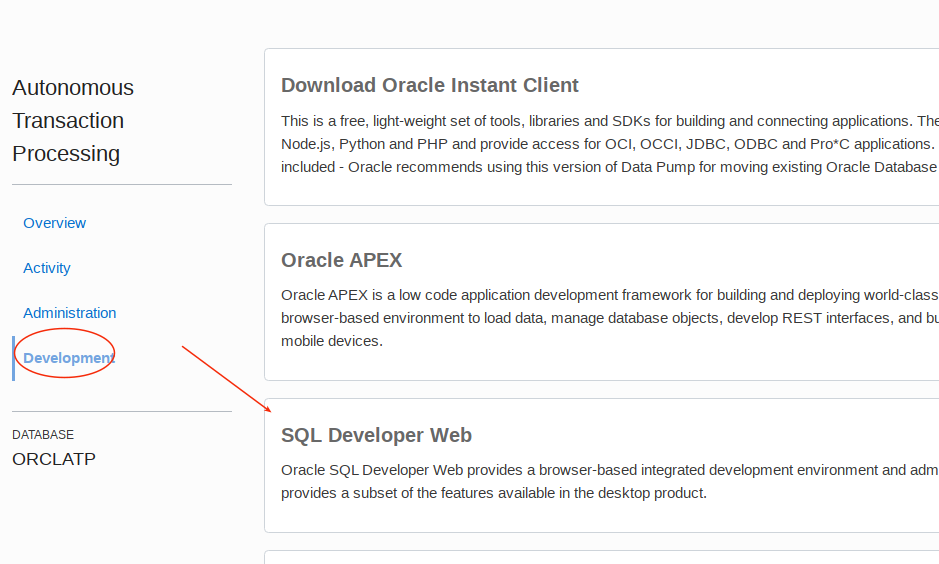 Autonomous
Transaction
Processing
Overview
Activity
Administration
Development
DATABASE
ORCLATP
Download Oracle Instant Client
This is a free, light-weight set of tools, libraries and SDKs for building and connecting applications. The
Node.js, Python and PHP and provide access for OCI, OCCI, JDBC, ODBC and Pro*C applications.
included - Oracle recommends using this version of Data Pump for moving existing Oracle Database
Oracle APEX
Oracle APEX is a low code application development framework for building and deploying world-class
browser-based environment to load data, manage database objects, develop REST interfaces, and bu
mobile devices.
SQL Developer Web
Oracle SQL Developer Web provides a browser-based integrated development environment and adm
provides a subset of the features available in the desktop product.